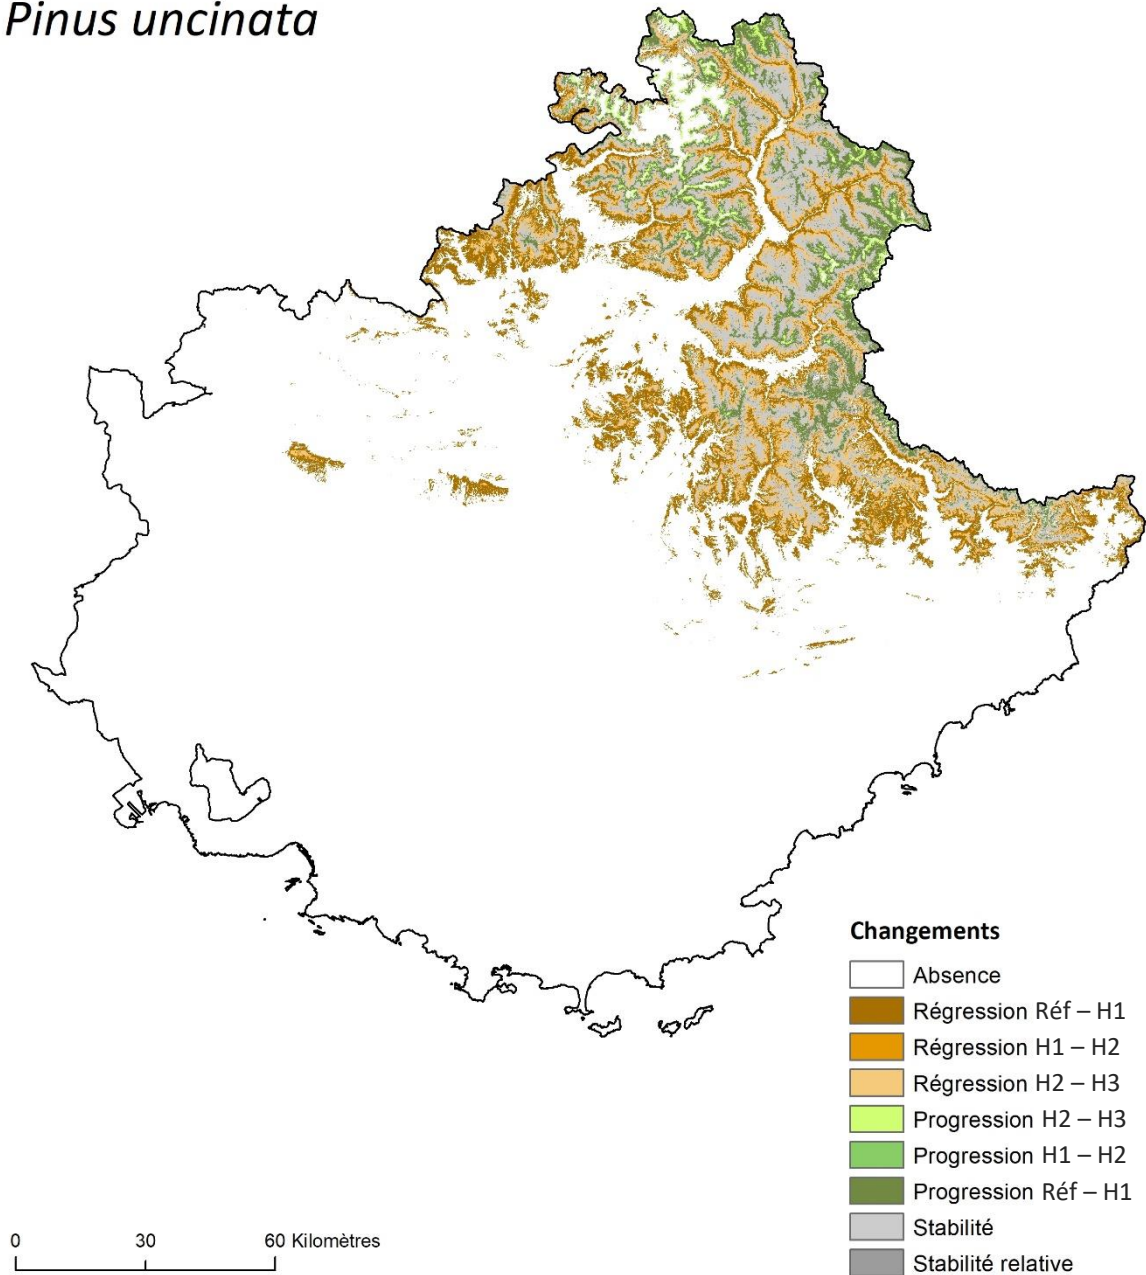 Pinus uncinata
Changements
Absence
Régression Réf – H1
Régression H1 – H2
Régression H2 – H3
Progression H2 – H3
Progression H1 – H2
Progression Réf – H1
Stabilité
Stabilité relative
0 30 60 Kilomètres